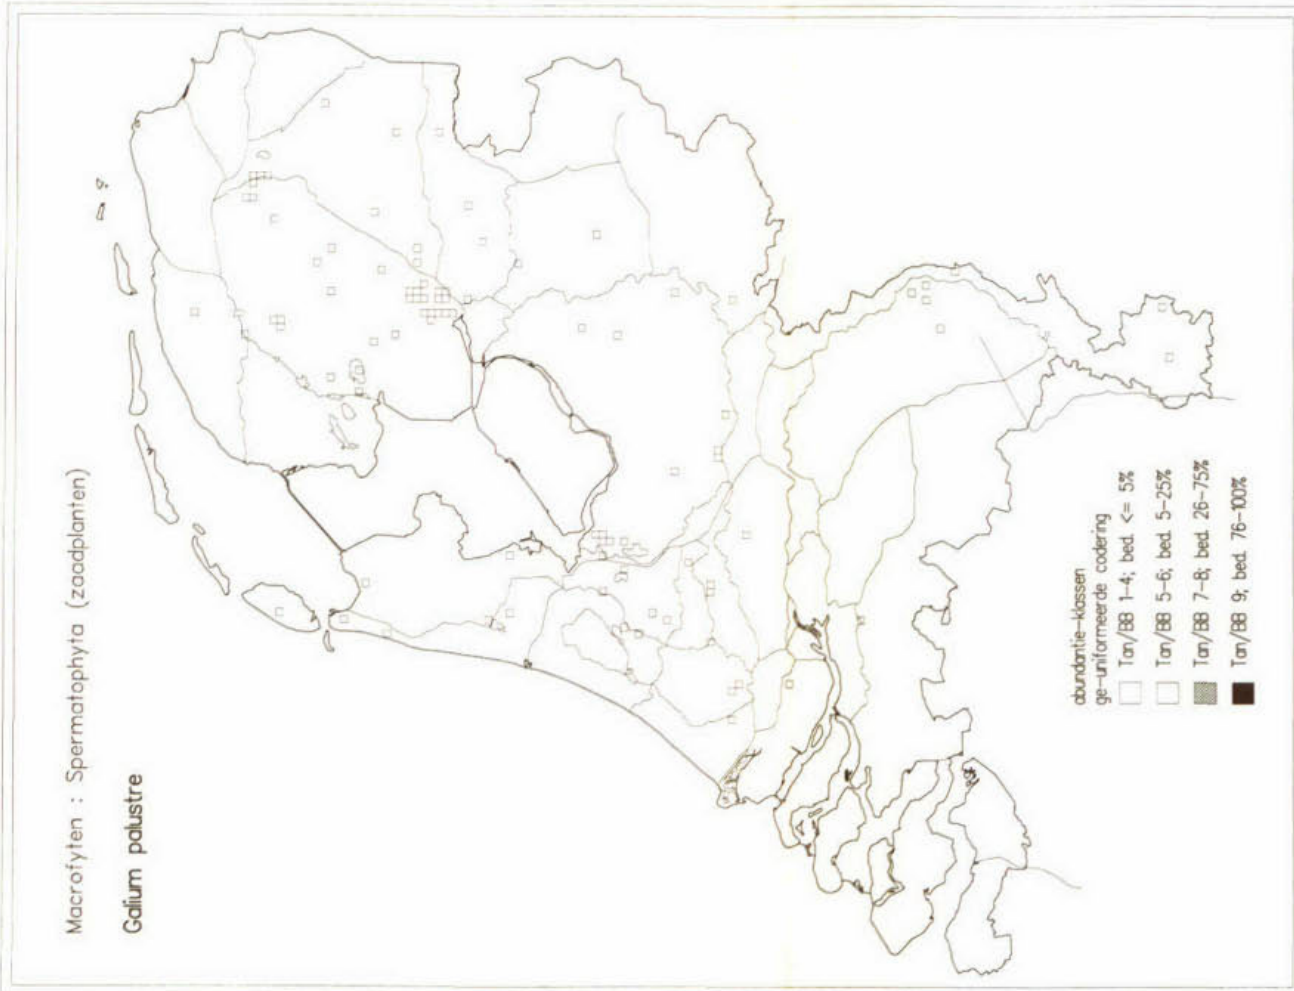 Macrofyten : Spermatophyta (zaadplanten)
Galium palustre
abundantie-klassen
ge-uniformeerde codering
Tan/BB 1-4; bed. <= 5%
Tan/BB 5-6; bed. 5-25%
Tan/BB 7-8; bed. 26-75%
Tan/BB 9; bed. 76-100%